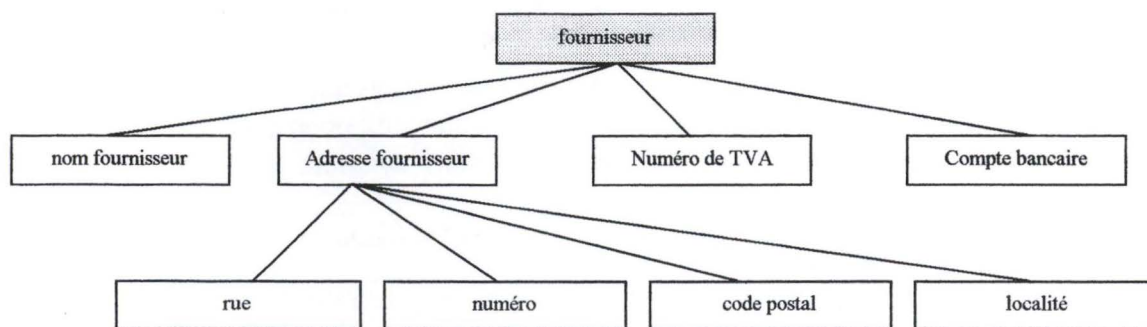 fournisseur
nom fournisseur
Adresse fournisseur
Numéro de TVA
Compte bancaire
rue
numéro
code postal
localité